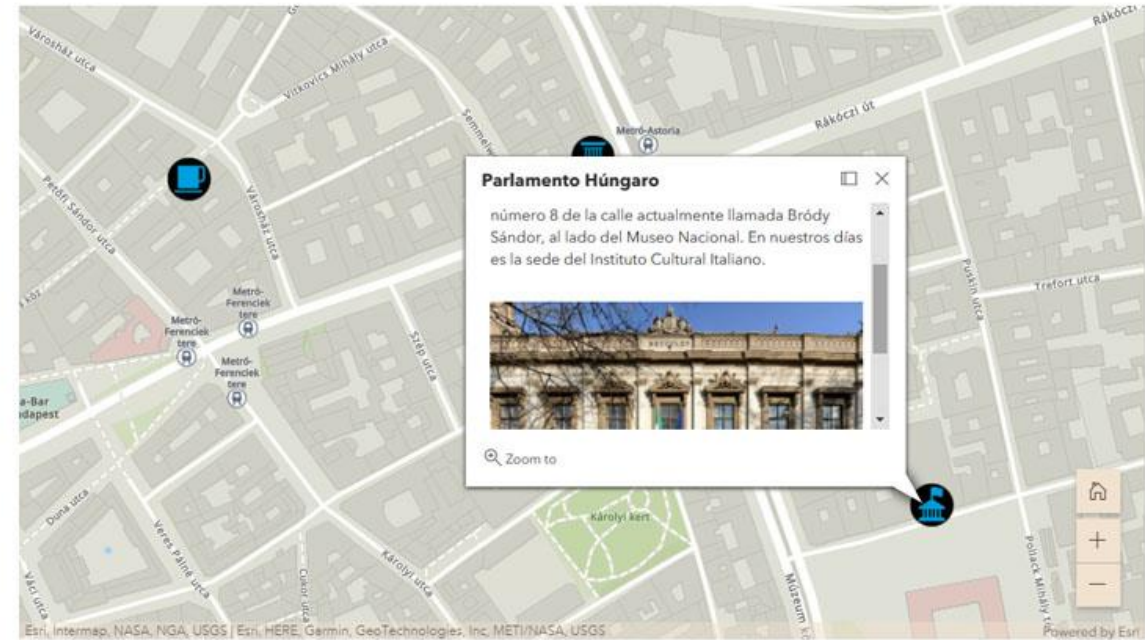 Rákóczi
Városház utca
Vitkovics Mihály utca
Semmelwe
Metró-Astoria
Rákóczi út
Petőfi Sándor utca
Városház utca
Parlamento Húngaro
número 8 de la calle actualmente llamada Bródy
Sándor, al lado del Museo Nacional. En nuestros días
es la sede del Instituto Cultural Italiano.
Zoom to
Puskin utca
Trefort utca
s köz
Metró-
Ferenciek
tere
Metró-
Ferenciek
tere
Metró-
Ferenciek
tere
Szép utca
a-Bar
dapest
Duna utca
Veres Pálné utca
Váci utca
Cukor utca
Károlyi utca
Károlyi kert
Múzeum k
Pollack Mihály t
Esri, Intermap, NASA, NGA, USGS | Esri, HERE, Garmin, GeoTechnologies, Inc, METI/NASA, USGS
Powered by Esri